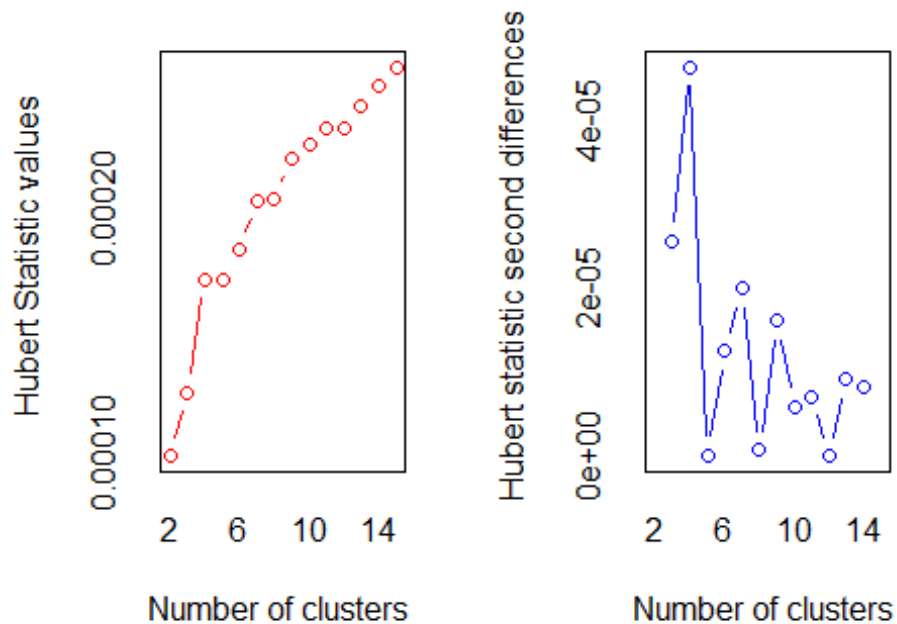 Hubert Statistic values
0.00010
0.00020
2
6
10
14
Number of clusters
Hubert statistic second differences
0e+00
2e-05
4e-05
2
6
10
14
Number of clusters